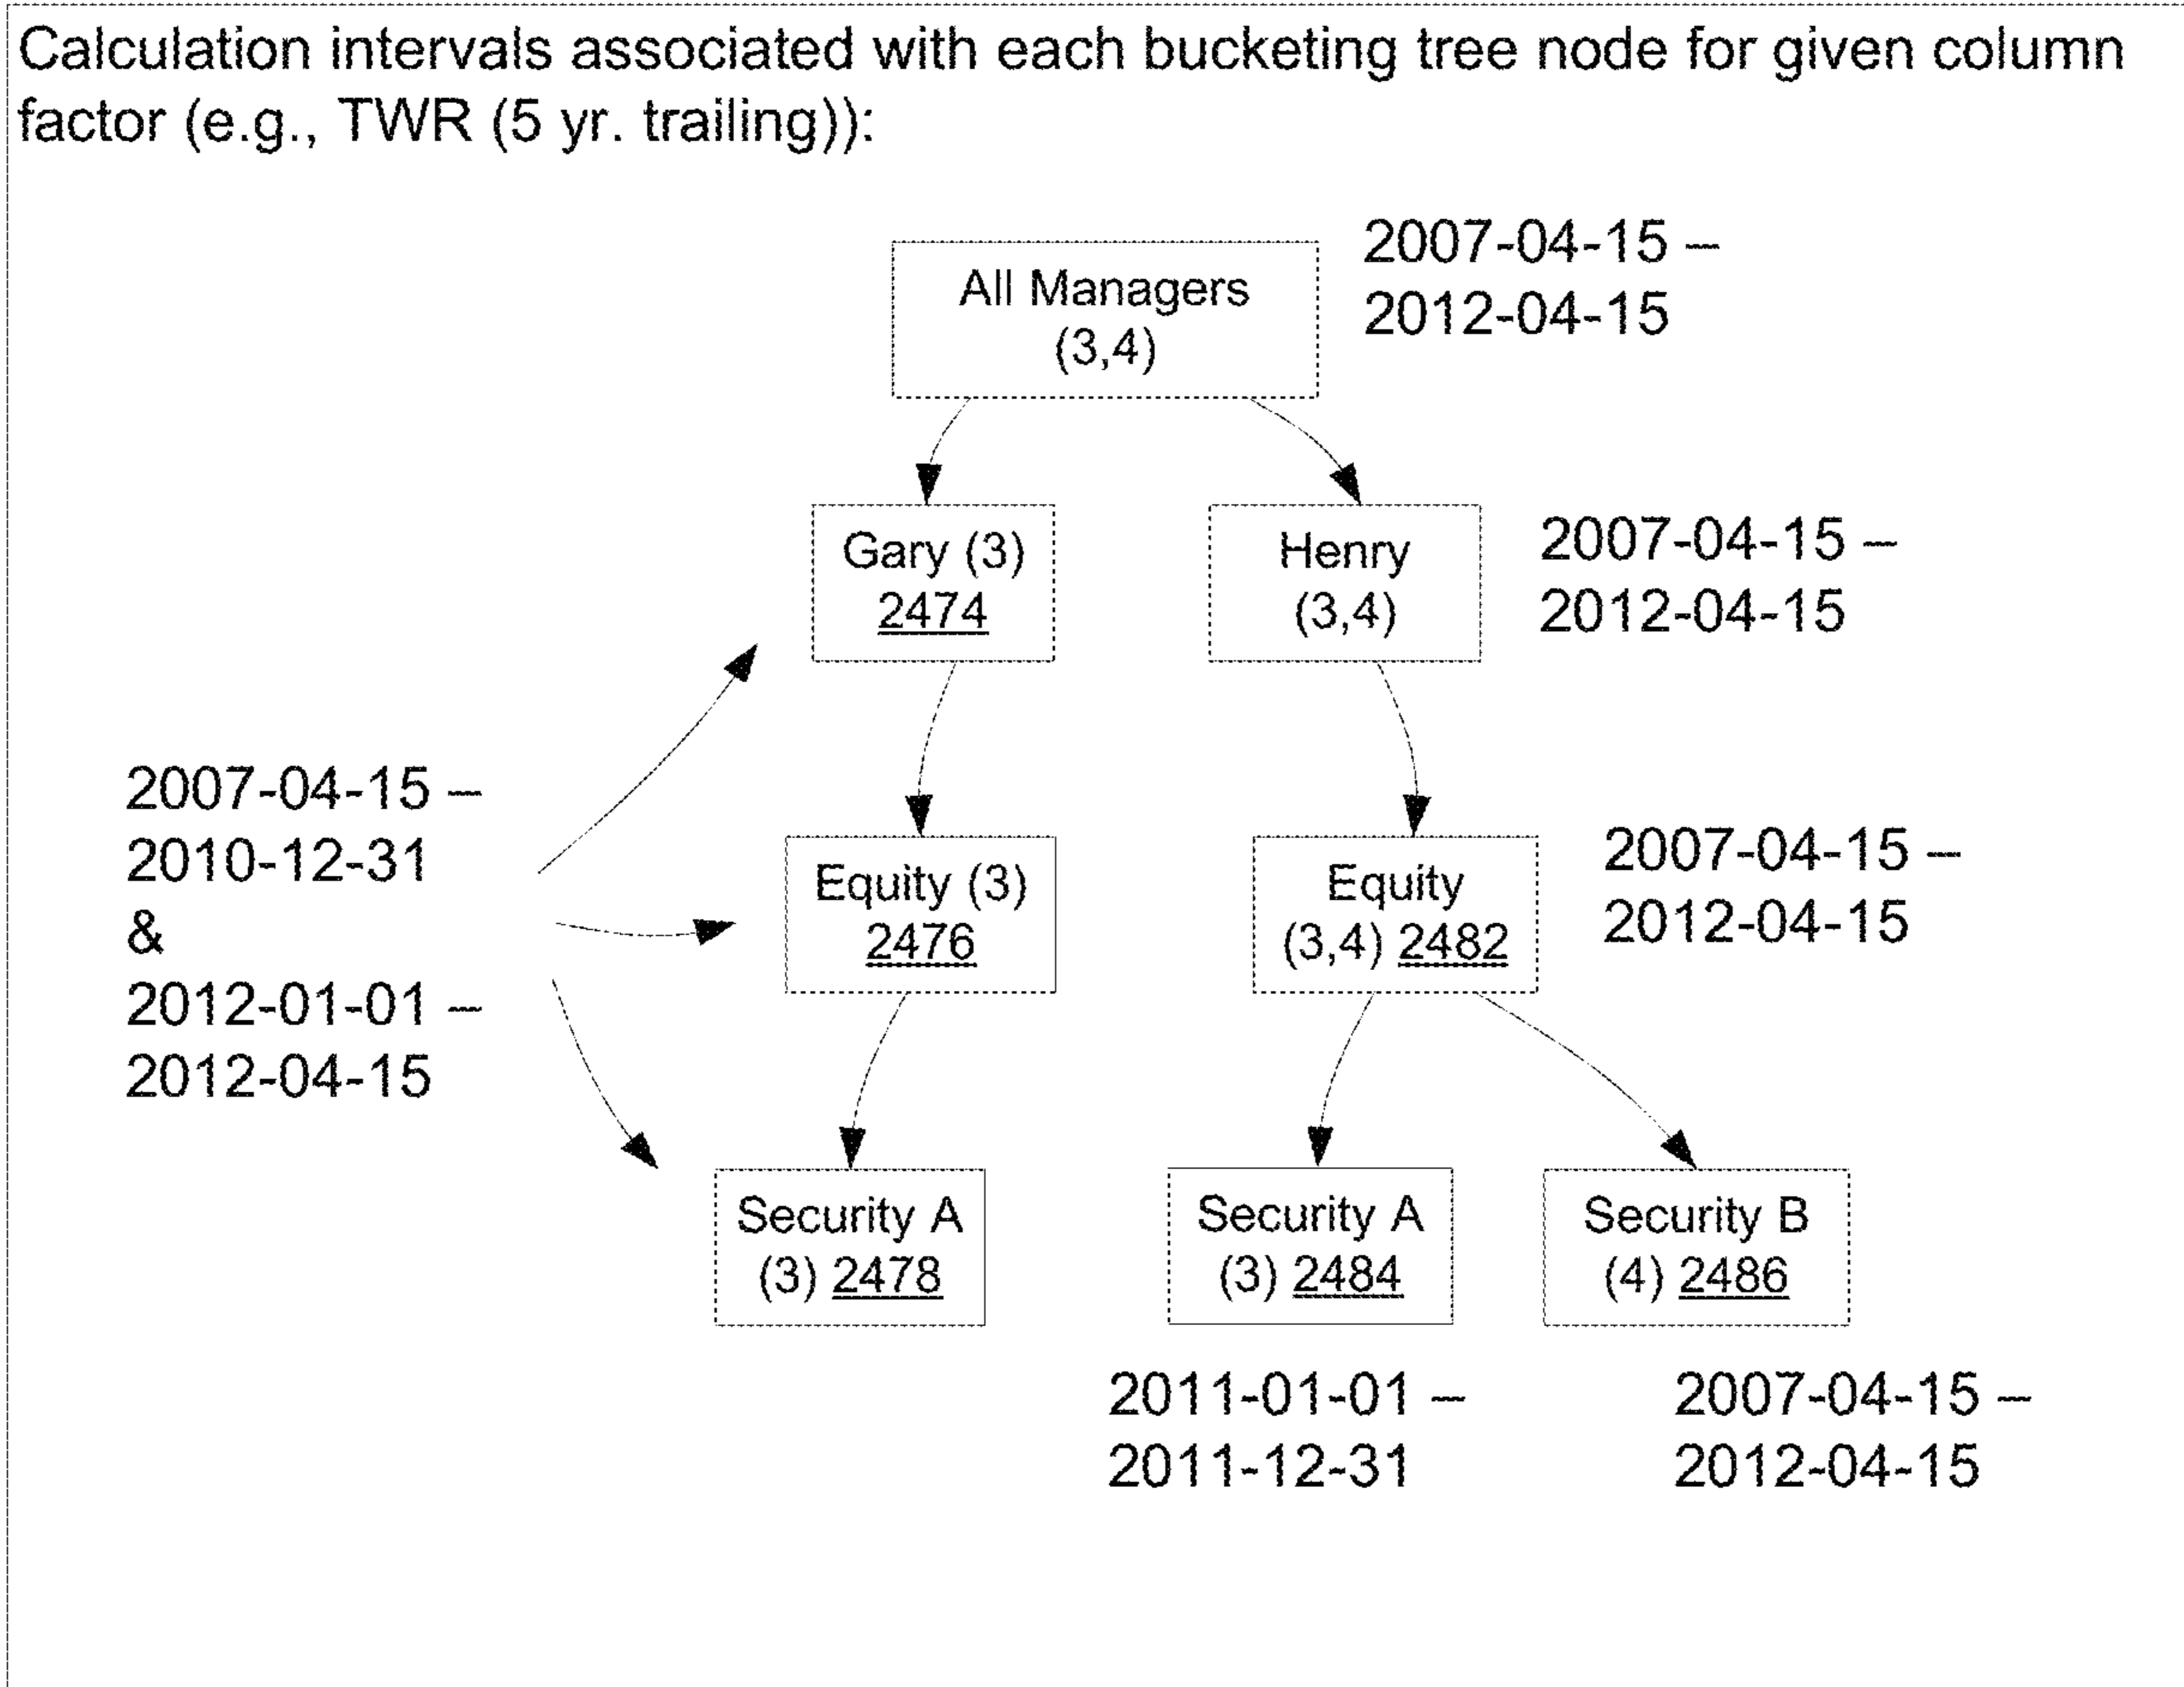 Calculation intervals associated with each bucketing tree node for given column
factor (e.g., TWR (5 yr. trailing)):
All Managers
(3,4)
2007-04-15 –
2012-04-15
Gary (3)
2474
Henry
(3,4)
2007-04-15 –
2012-04-15
2007-04-15 –
2010-12-31
&
2012-01-01 –
2012-04-15
Equity (3)
2476
Equity
(3,4) 2482
2007-04-15 –
2012-04-15
Security A
(3) 2478
Security A
(3) 2484
Security B
(4) 2486
2011-01-01 –
2011-12-31
2007-04-15 –
2012-04-15